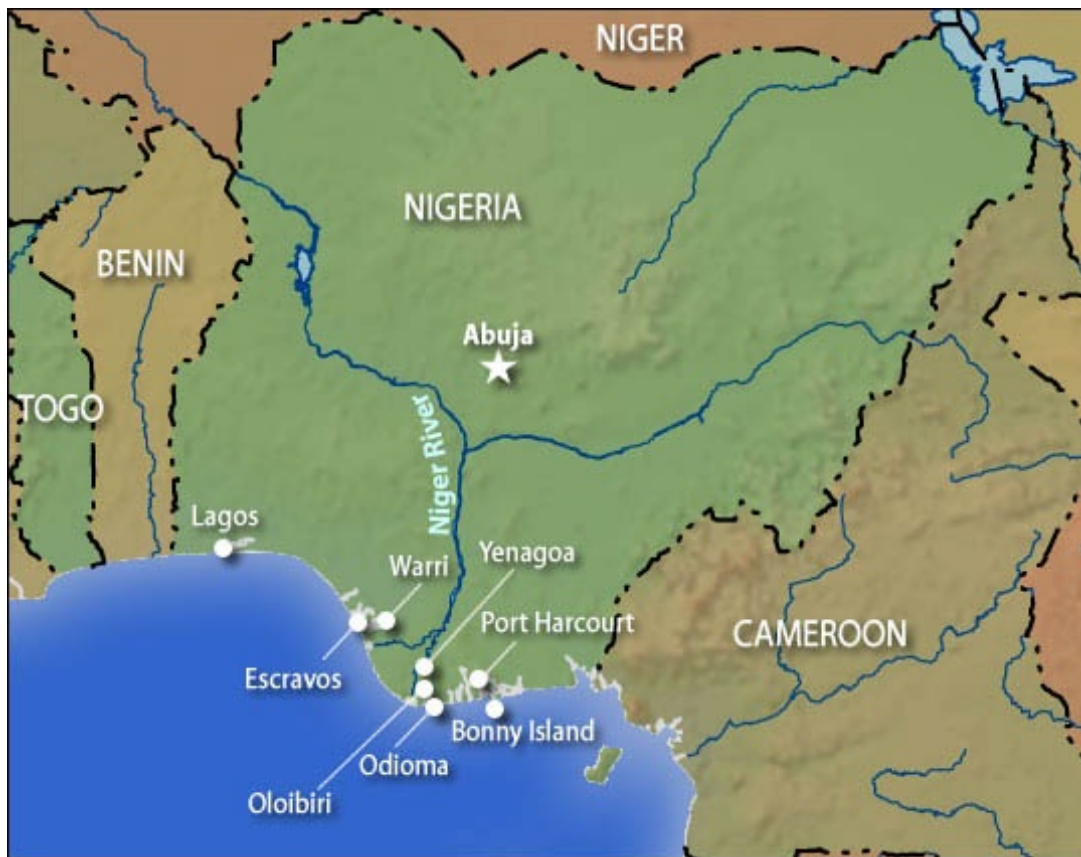 NIGER
NIGERIA
BENIN
Abuja
TOGO
Niger River
Lagos
Warri
Yenagoa
Port Harcourt
CAMEROON
Escravos
Bonny Island
Odioma
Oloibiri